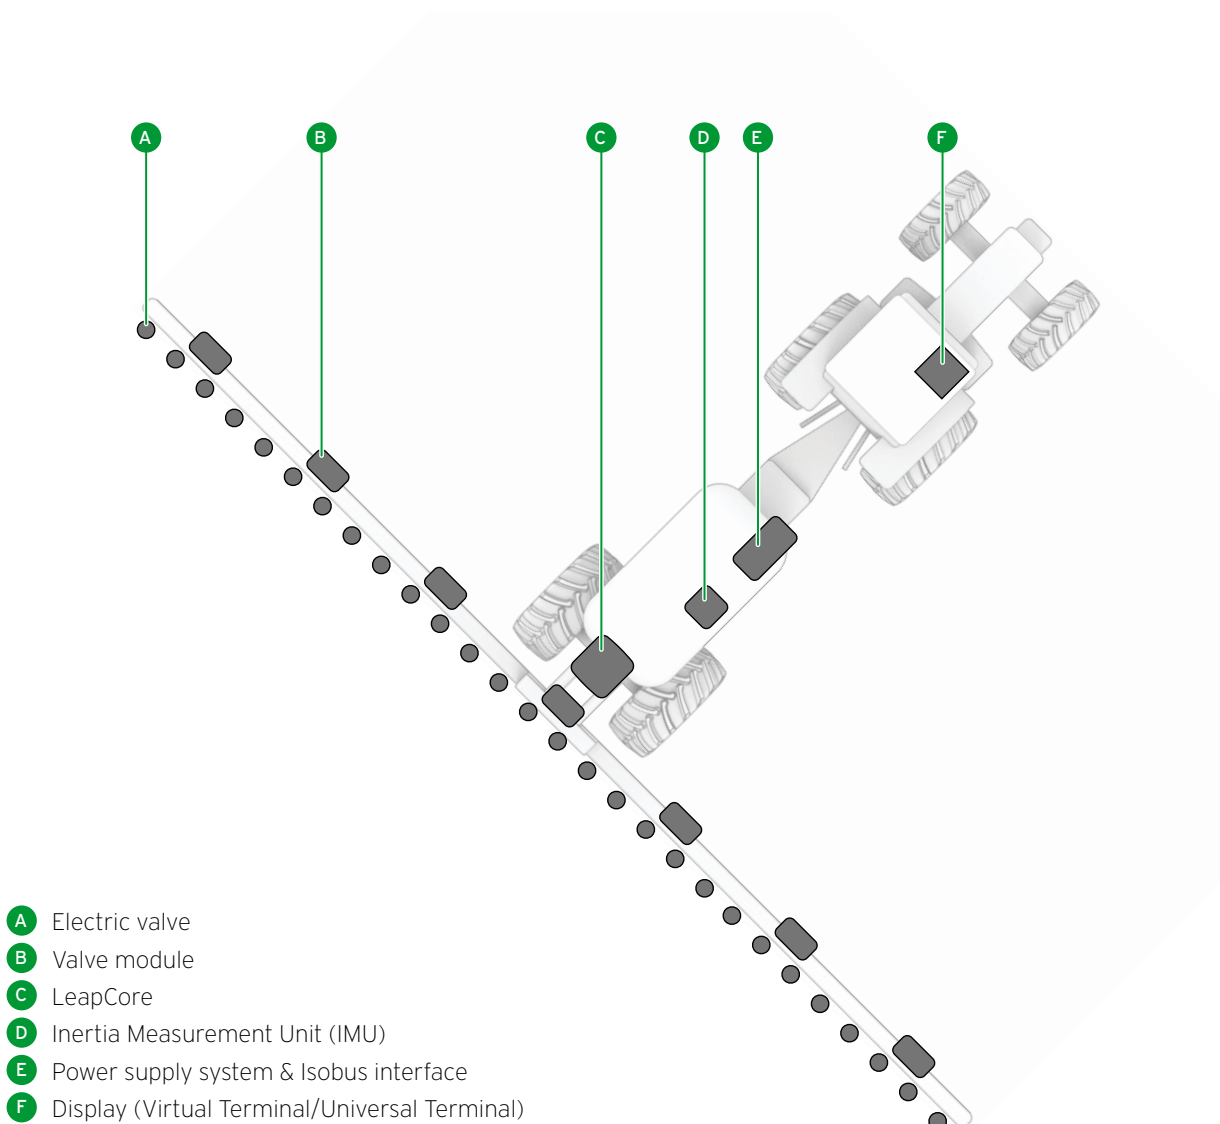 A B C D E F
A Electric valve
B Valve module
C LeapCore
D Inertia Measurement Unit (IMU)
E Power supply system & Isobus interface
F Display (Virtual Terminal/Universal Terminal)